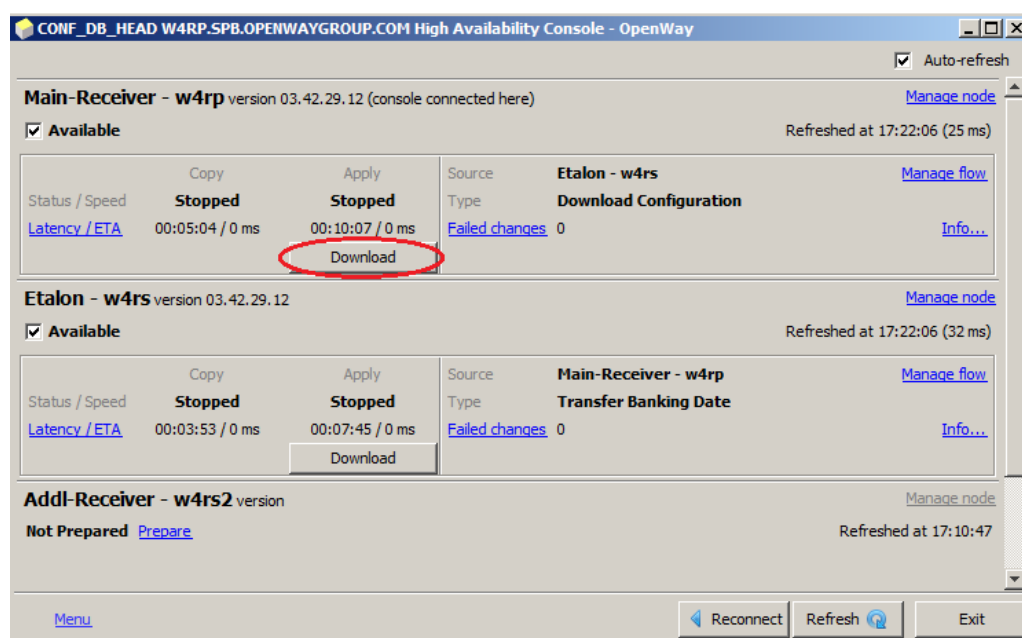 CONF_DB_HEAD W4RP.SPB.OPENWAYGROUP.COM High Availability Console - OpenWay
Auto-refresh
Main-Receiver - w4rp version 03.42.29.12 (console connected here) Manage node
Available Refreshed at 17:22:06 (25 ms)
Copy Apply Source Etalon - w4rs Manage flow
Status / Speed Stopped Stopped Type Download Configuration
Latency / ETA 00:05:04 / 0 ms 00:10:07 / 0 ms Failed changes 0 Info...
Download
Etalon - w4rs version 03.42.29.12 Manage node
Available Refreshed at 17:22:06 (32 ms)
Copy Apply Source Main-Receiver - w4rp Manage flow
Status / Speed Stopped Stopped Type Transfer Banking Date
Latency / ETA 00:03:53 / 0 ms 00:07:45 / 0 ms Failed changes 0 Info...
Download
Addl-Receiver - w4rs2 version Manage node
Not Prepared Prepare Refreshed at 17:10:47
Menu Reconnect Refresh Exit